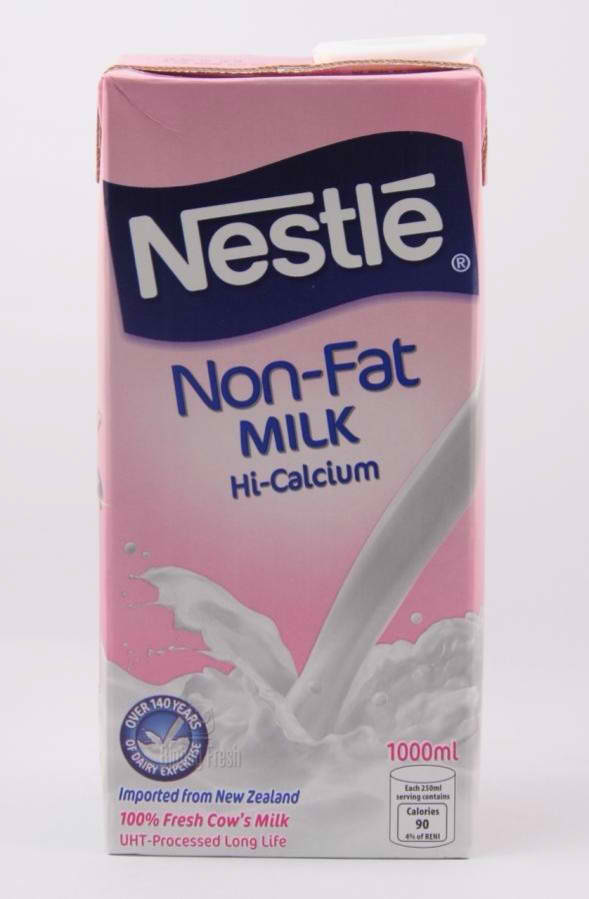 Nestlé®
Non-Fat
MILK
Hi-Calcium
OVER 140 YEARS
OF DAIRY EXPERTISE
Fresh
Imported from New Zealand
100% Fresh Cow's Milk
UHT-Processed Long Life
1000ml
Each 250ml
serving contains
Calories
90
4% of RENI